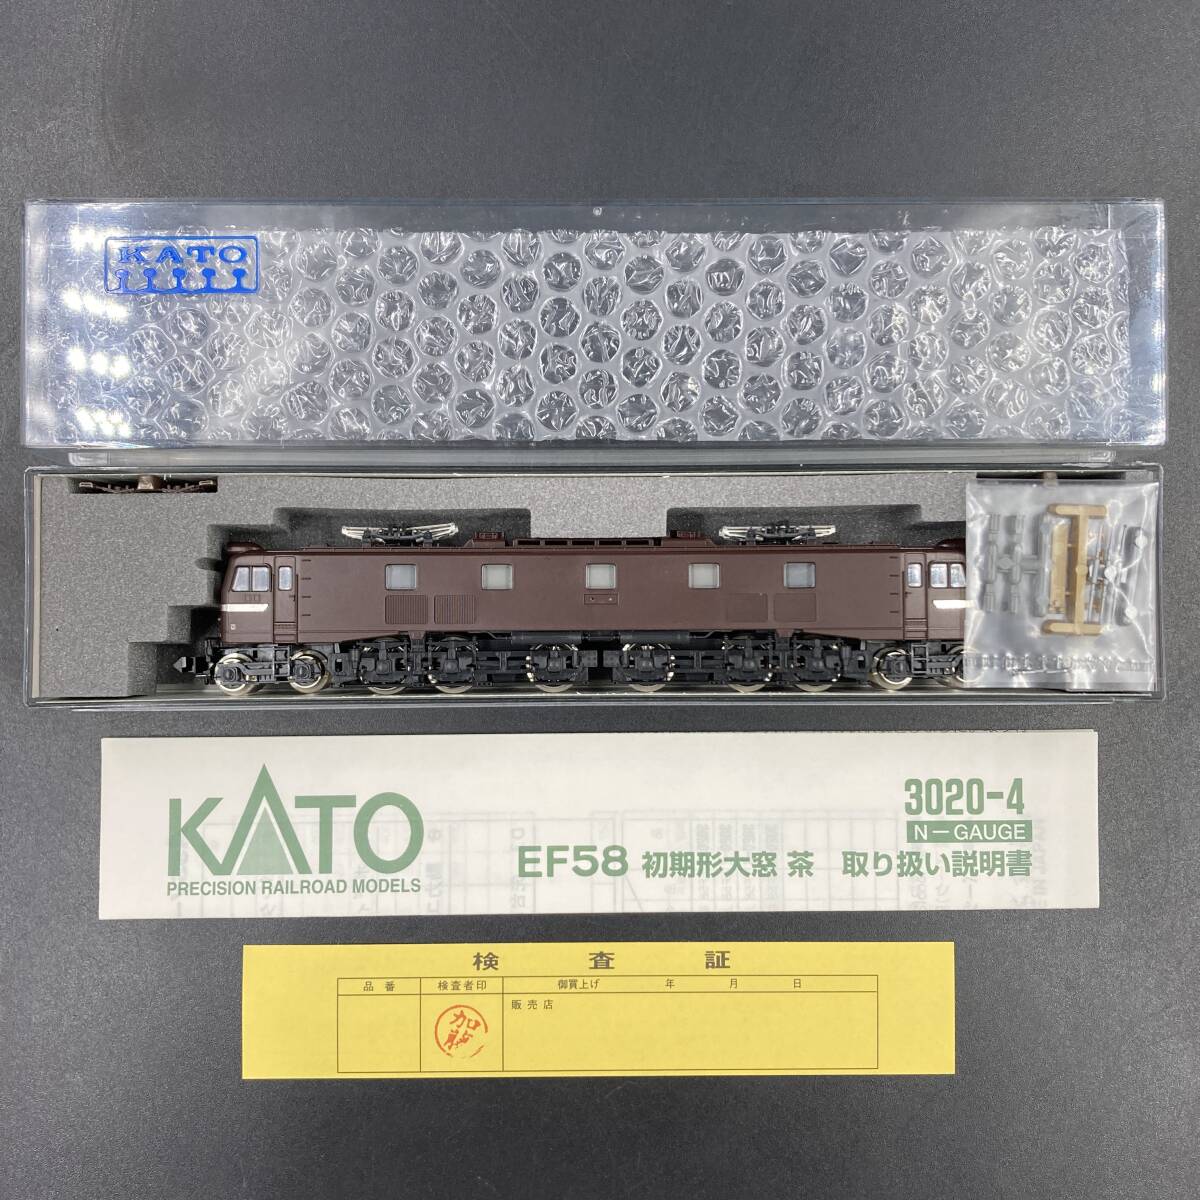 KATO
KATO
PRECISION RAILROAD MODELS
3020-4
N-GAUGE
EF58 初期形大窓 茶 取り扱い説明書
検査証
品番 検査者印 御買上げ 年 月 日
販売店
加藤